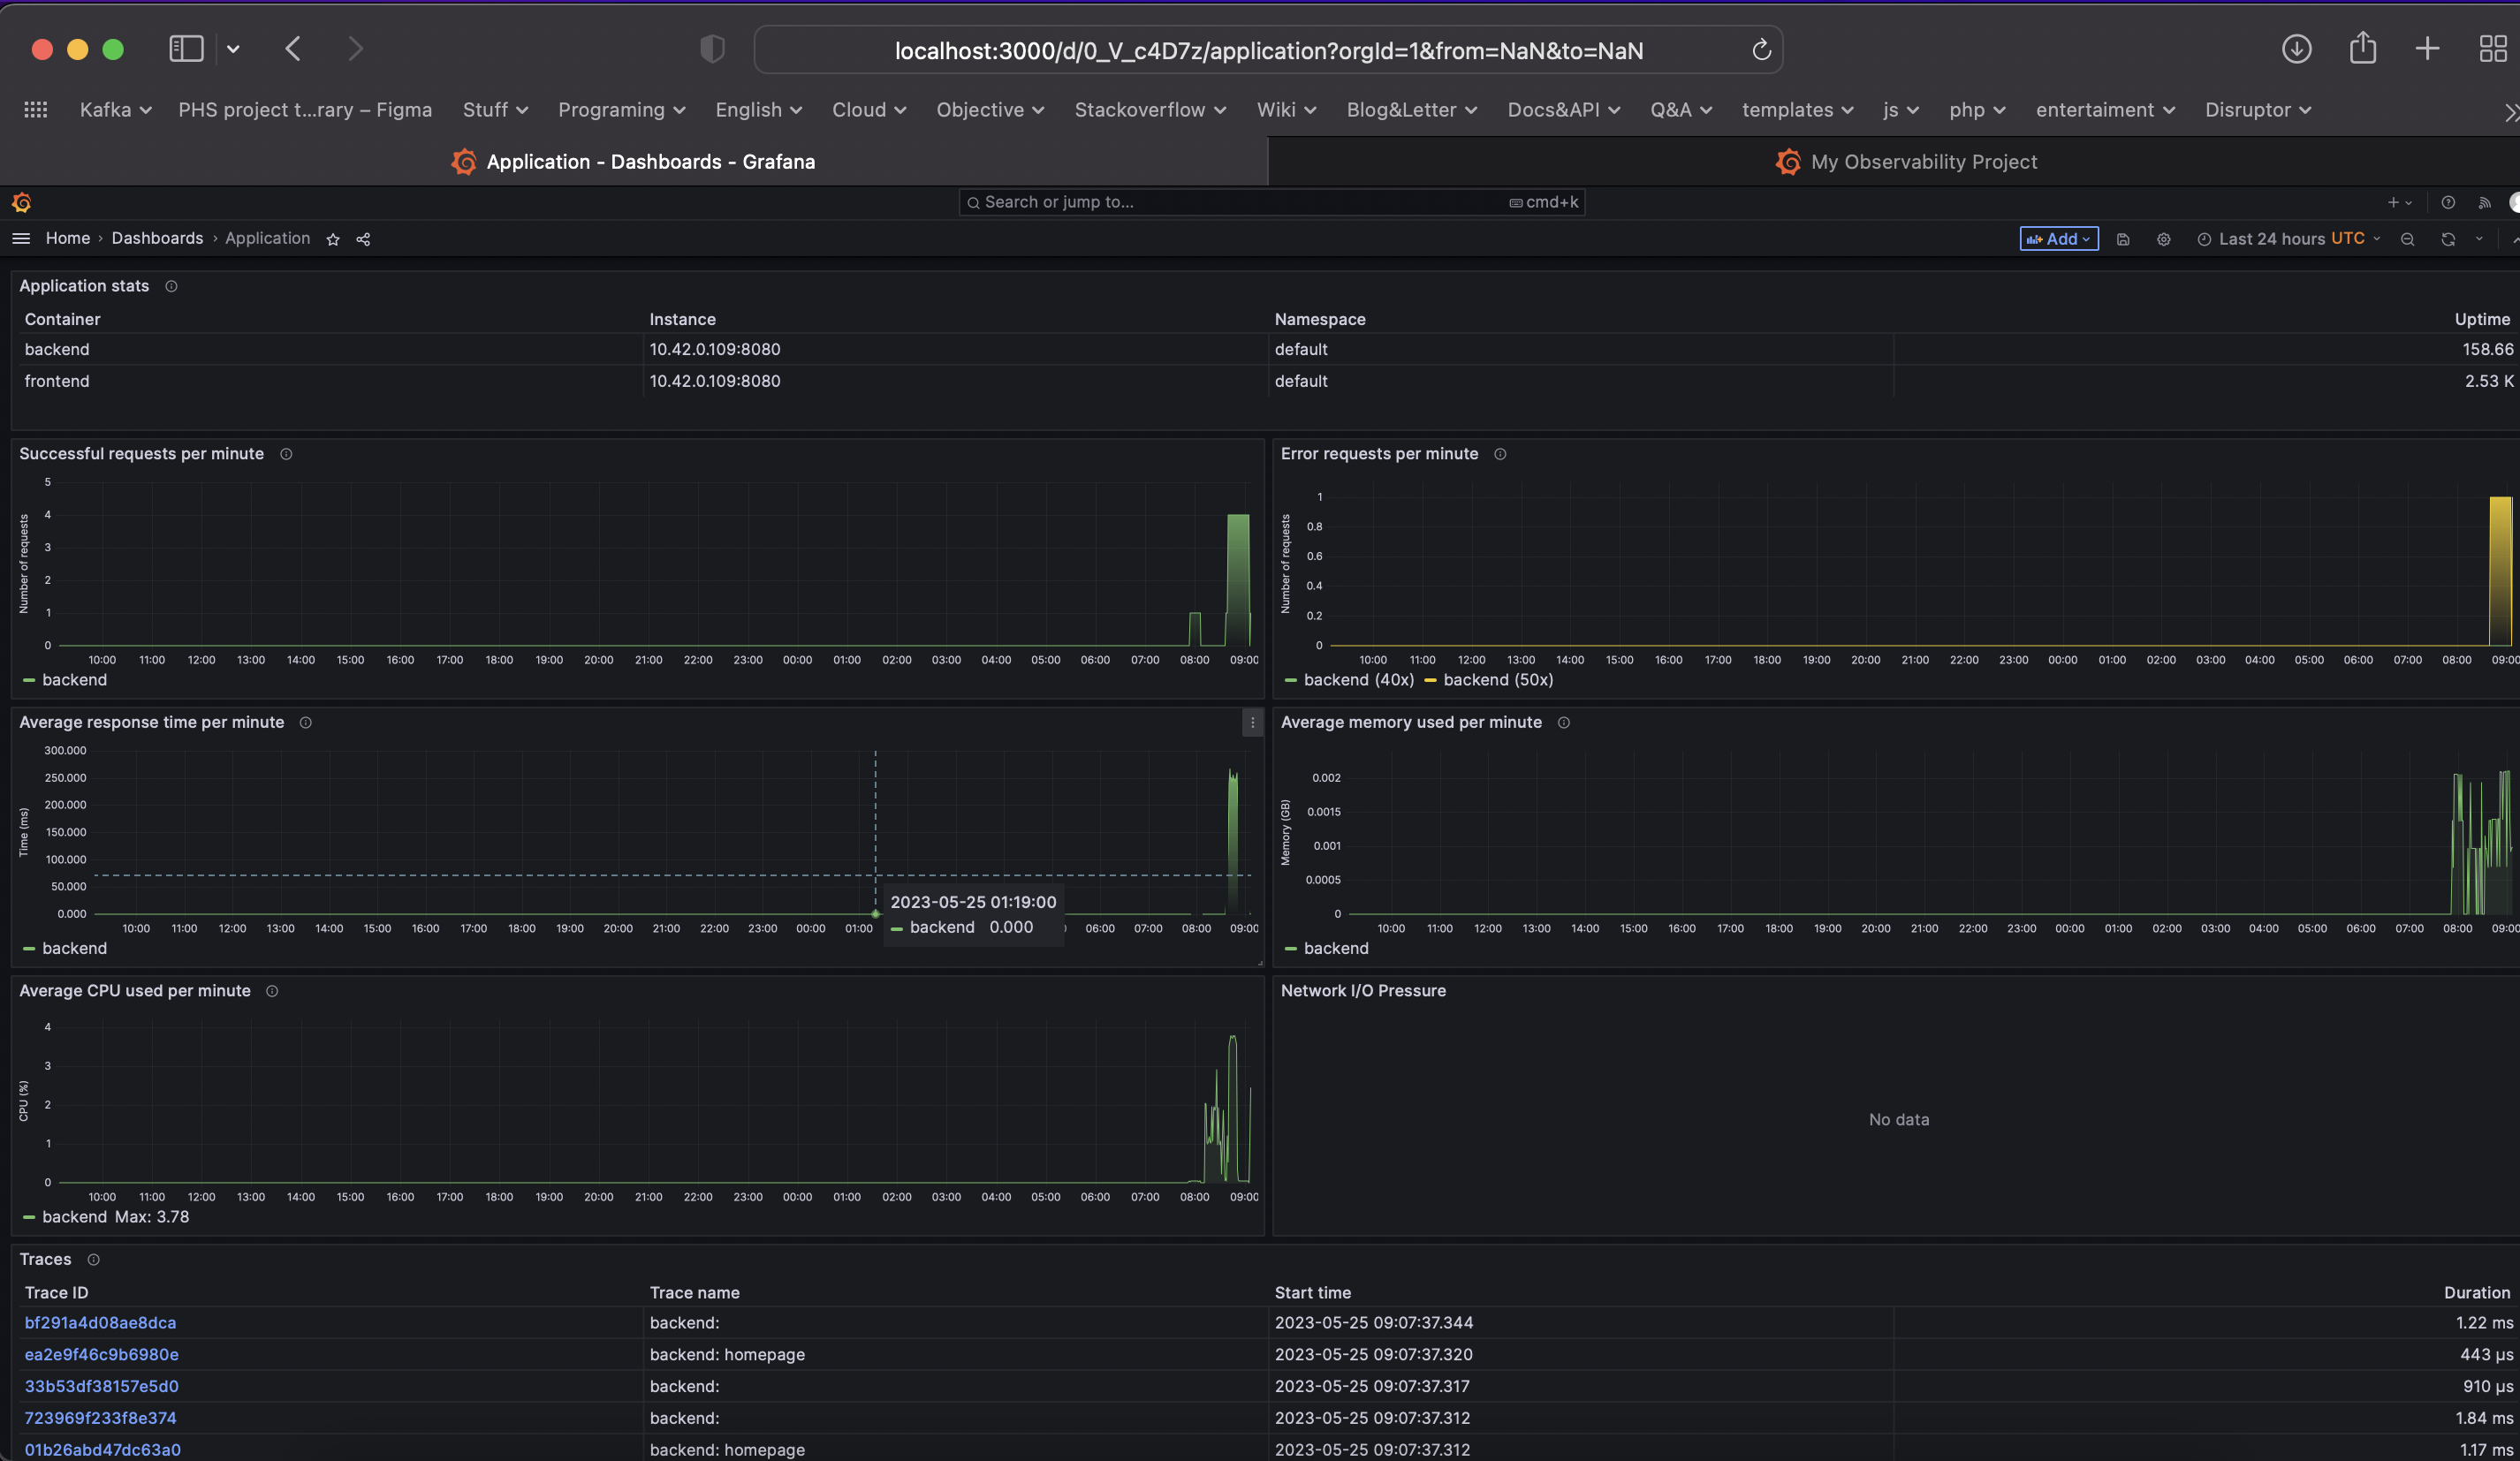 localhost:3000/d/0_V_c4D7z/application?orgId=1&from=NaN&to=NaN
Kafka PHS project t...rary – Figma Stuff Programing English Cloud Objective Stackoverflow Wiki Blog&Letter Docs&API Q&A templates js php entertaiment Disruptor
Application - Dashboards - Grafana My Observability Project
Search or jump to... cmd+k
Home › Dashboards › Application Add Last 24 hours UTC
Application stats
Container Instance Namespace Uptime
backend 10.42.0.109:8080 default 158.66
frontend 10.42.0.109:8080 default 2.53 K
Successful requests per minute
Number of requests
5
4
3
2
1
0
10:00 11:00 12:00 13:00 14:00 15:00 16:00 17:00 18:00 19:00 20:00 21:00 22:00 23:00 00:00 01:00 02:00 03:00 04:00 05:00 06:00 07:00 08:00 09:00
backend
Error requests per minute
Number of requests
1
0.8
0.6
0.4
0.2
0
10:00 11:00 12:00 13:00 14:00 15:00 16:00 17:00 18:00 19:00 20:00 21:00 22:00 23:00 00:00 01:00 02:00 03:00 04:00 05:00 06:00 07:00 08:00 09:00
backend (40x) backend (50x)
Average response time per minute
Time (ms)
300.000
250.000
200.000
150.000
100.000
50.000
0.000
10:00 11:00 12:00 13:00 14:00 15:00 16:00 17:00 18:00 19:00 20:00 21:00 22:00 23:00 00:00 01:00 06:00 07:00 08:00 09:00
2023-05-25 01:19:00
backend 0.000
backend
Average memory used per minute
Memory (GB)
0.002
0.0015
0.001
0.0005
0
10:00 11:00 12:00 13:00 14:00 15:00 16:00 17:00 18:00 19:00 20:00 21:00 22:00 23:00 00:00 01:00 02:00 03:00 04:00 05:00 06:00 07:00 08:00 09:00
backend
Average CPU used per minute
CPU (%)
4
3
2
1
0
10:00 11:00 12:00 13:00 14:00 15:00 16:00 17:00 18:00 19:00 20:00 21:00 22:00 23:00 00:00 01:00 02:00 03:00 04:00 05:00 06:00 07:00 08:00 09:00
backend Max: 3.78
Network I/O Pressure
No data
Traces
Trace ID Trace name Start time Duration
bf291a4d08ae8dca backend: 2023-05-25 09:07:37.344 1.22 ms
ea2e9f46c9b6980e backend: homepage 2023-05-25 09:07:37.320 443 µs
33b53df38157e5d0 backend: 2023-05-25 09:07:37.317 910 µs
723969f233f8e374 backend: 2023-05-25 09:07:37.312 1.84 ms
01b26abd47dc63a0 backend: homepage 2023-05-25 09:07:37.312 1.17 ms